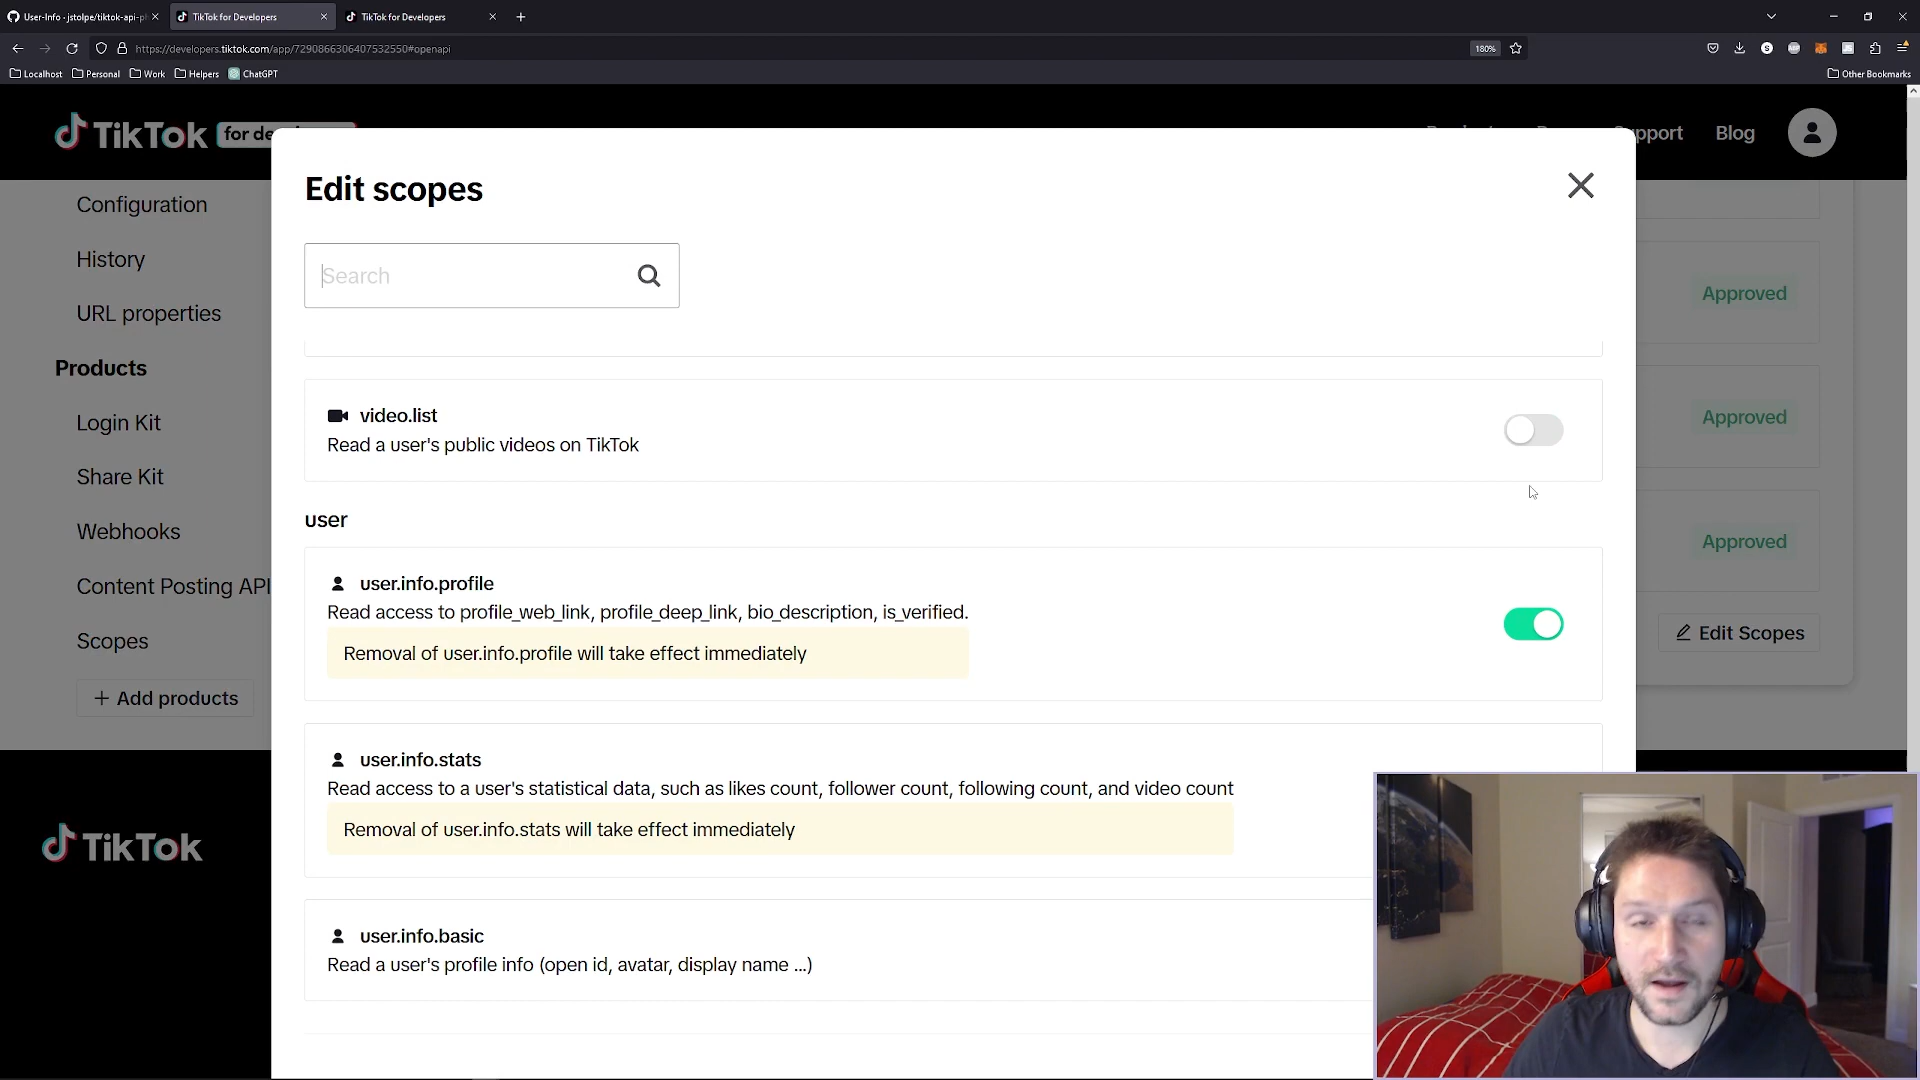 User-Info - jstolpe/tiktok-api-ph
TikTok for Developers
TikTok for Developers
https://developers.tiktok.com/app/7290866306407532550#openapi
180%
Localhost
Personal
Work
Helpers
ChatGPT
Other Bookmarks
TikTok for de
Support
Blog
Edit scopes
Search
Configuration
History
URL properties
Products
Login Kit
Share Kit
Webhooks
Content Posting API
Scopes
+ Add products
video.list
Read a user's public videos on TikTok
user
user.info.profile
Read access to profile_web_link, profile_deep_link, bio_description, is_verified.
Removal of user.info.profile will take effect immediately
user.info.stats
Read access to a user's statistical data, such as likes count, follower count, following count, and video count
Removal of user.info.stats will take effect immediately
user.info.basic
Read a user's profile info (open id, avatar, display name ...)
Approved
Approved
Approved
Edit Scopes
TikTok